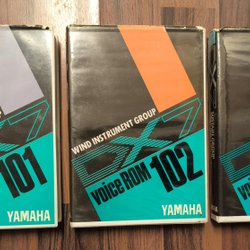 101
YAMAHA
WIND INSTRUMENT GROUP
DX7
Voice ROM 102
YAMAHA